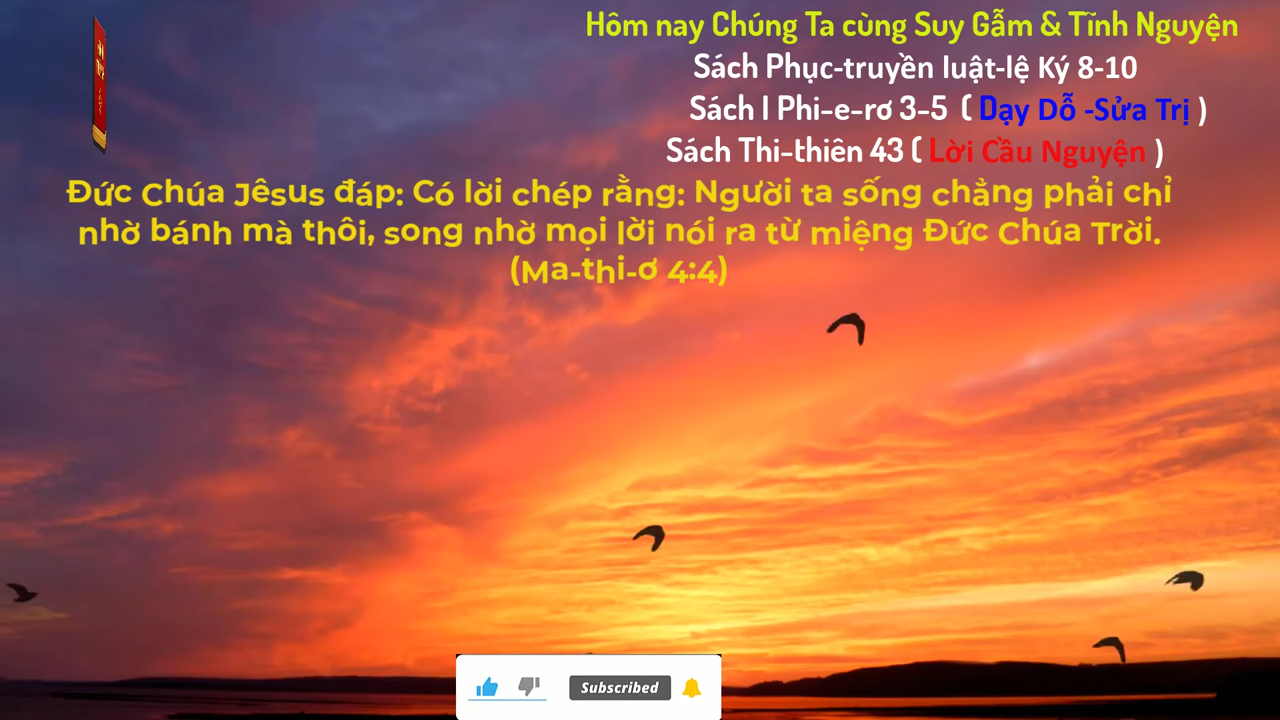 Hôm nay Chúng Ta cùng Suy Gẫm & Tĩnh Nguyện
Sách Phục-truyền luật-lệ Ký 8-10
Sách I Phi-e-rơ 3-5 ( Dạy Dỗ -Sửa Trị )
Sách Thi-thiên 43 ( Lời Cầu Nguyện )
Đức Chúa Jêsus đáp: Có lời chép rằng: Người ta sống chẳng phải chỉ
nhờ bánh mà thôi, song nhờ mọi lời nói ra từ miệng Đức Chúa Trời.
(Ma-thi-ơ 4:4)
Subscribed